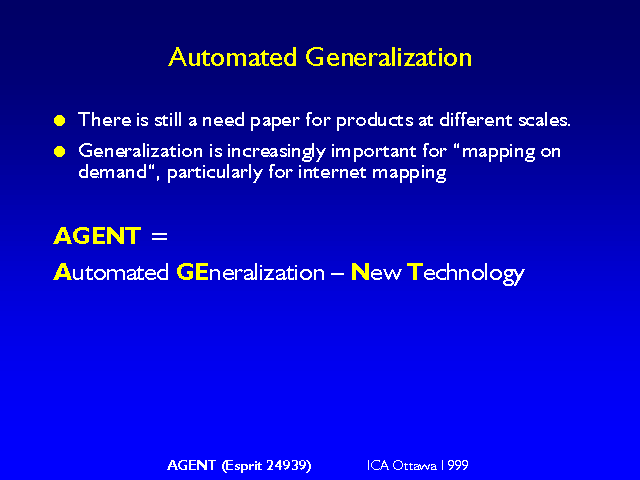 Automated Generalization
● There is still a need paper for products at different scales.
● Generalization is increasingly important for “mapping on
demand“, particularly for internet mapping
AGENT =
Automated GEneralization – New Technology
AGENT (Esprit 24939) ICA Ottawa 1999